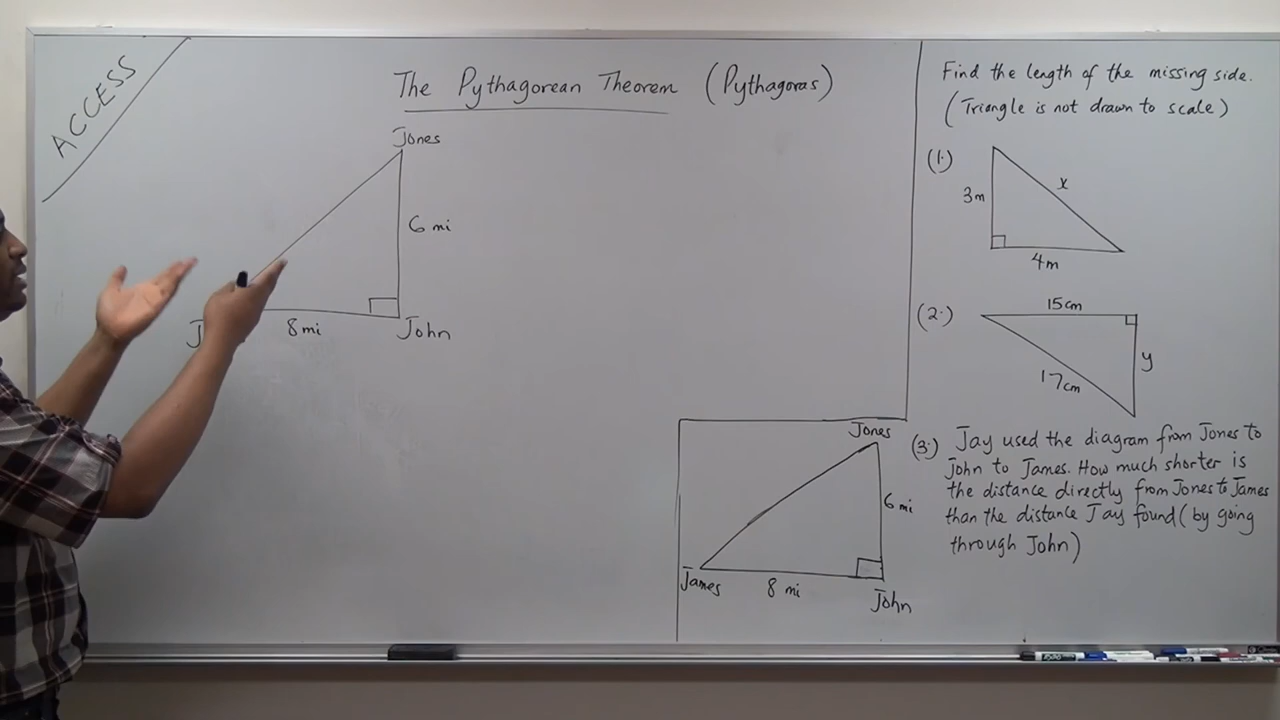 ACCESS
The Pythagorean Theorem (Pythagoras)
Jones
6 mi
8 mi
John
Find the length of the missing side.
(Triangle is not drawn to scale)
(1.)
3m
x
4m
(2.)
15cm
17cm
y
(3.) Jay used the diagram from Jones to
John to James. How much shorter is
the distance directly from Jones to James
than the distance Jay found (by going
through John)
Jones
6 mi
James
8 mi
John